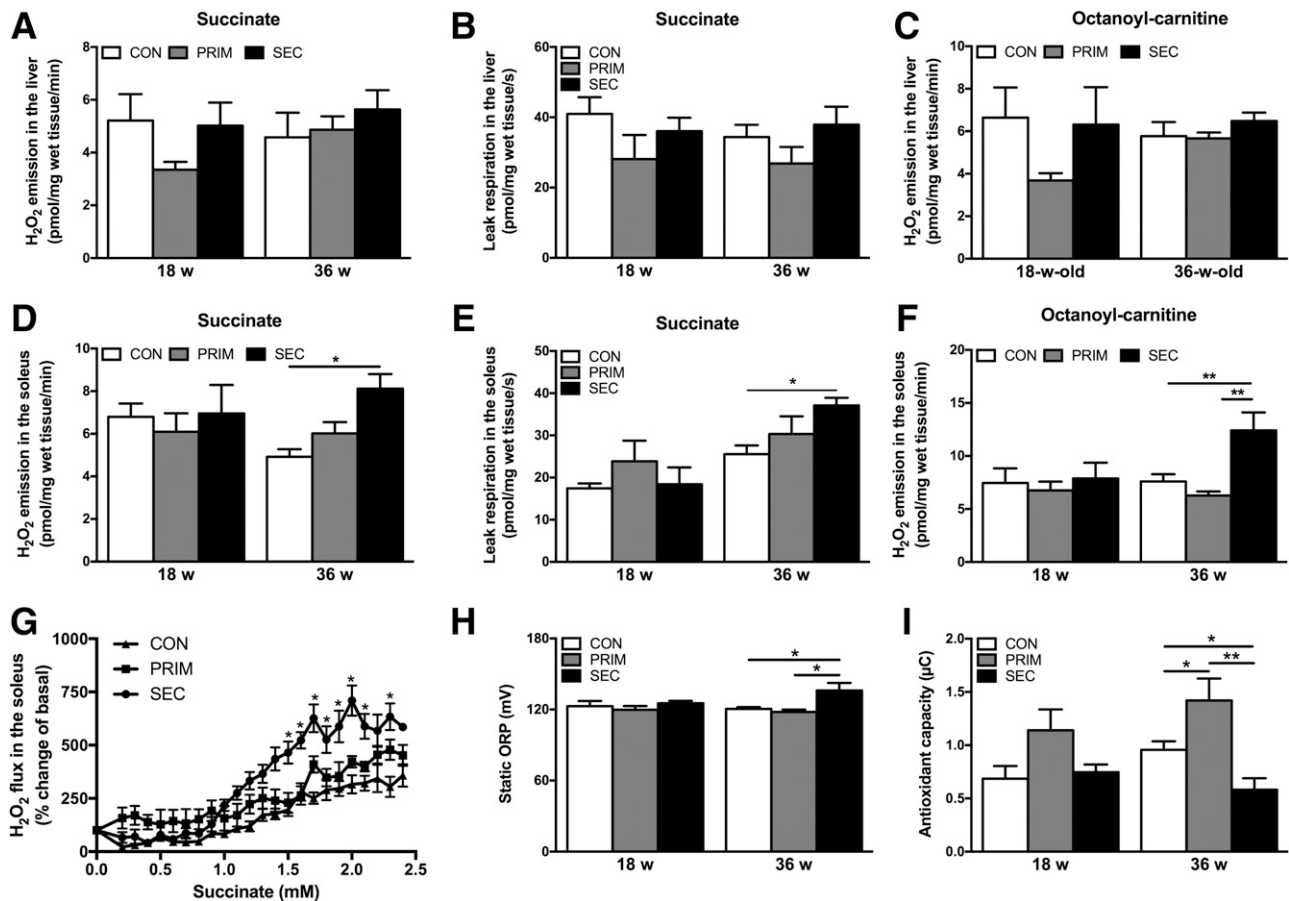 A
Succinate
CON PRIM SEC
H₂O₂ emission in the liver
(pmol/mg wet tissue/min)
8
6
4
2
0
18 w 36 w
B
Succinate
CON
PRIM
SEC
Leak respiration in the liver
(pmol/mg wet tissue/s)
60
40
20
0
18 w 36 w
C
Octanoyl-carnitine
CON PRIM SEC
H₂O₂ emission in the liver
(pmol/mg wet tissue/min)
10
8
6
4
2
0
18-w-old 36-w-old
D
Succinate
CON PRIM SEC
H₂O₂ emission in the soleus
(pmol/mg wet tissue/min)
10
8
6
4
2
0
*
18 w 36 w
E
Succinate
CON
PRIM
SEC
Leak respiration in the soleus
(pmol/mg wet tissue/s)
50
40
30
20
10
0
*
18 w 36 w
F
Octanoyl-carnitine
CON PRIM SEC
H₂O₂ emission in the soleus
(pmol/mg wet tissue/min)
20
15
10
5
0
**
**
18 w 36 w
G
CON
PRIM
SEC
H₂O₂ flux in the soleus
(% change of basal)
1000
750
500
250
0
* * * * * * * *
0.0 0.5 1.0 1.5 2.0 2.5
Succinate (mM)
H
CON
PRIM
SEC
Static ORP (mV)
180
120
60
0
*
*
18 w 36 w
I
CON
PRIM
SEC
Antioxidant capacity (µC)
2.0
1.5
1.0
0.5
0.0
*
* **
18 w 36 w